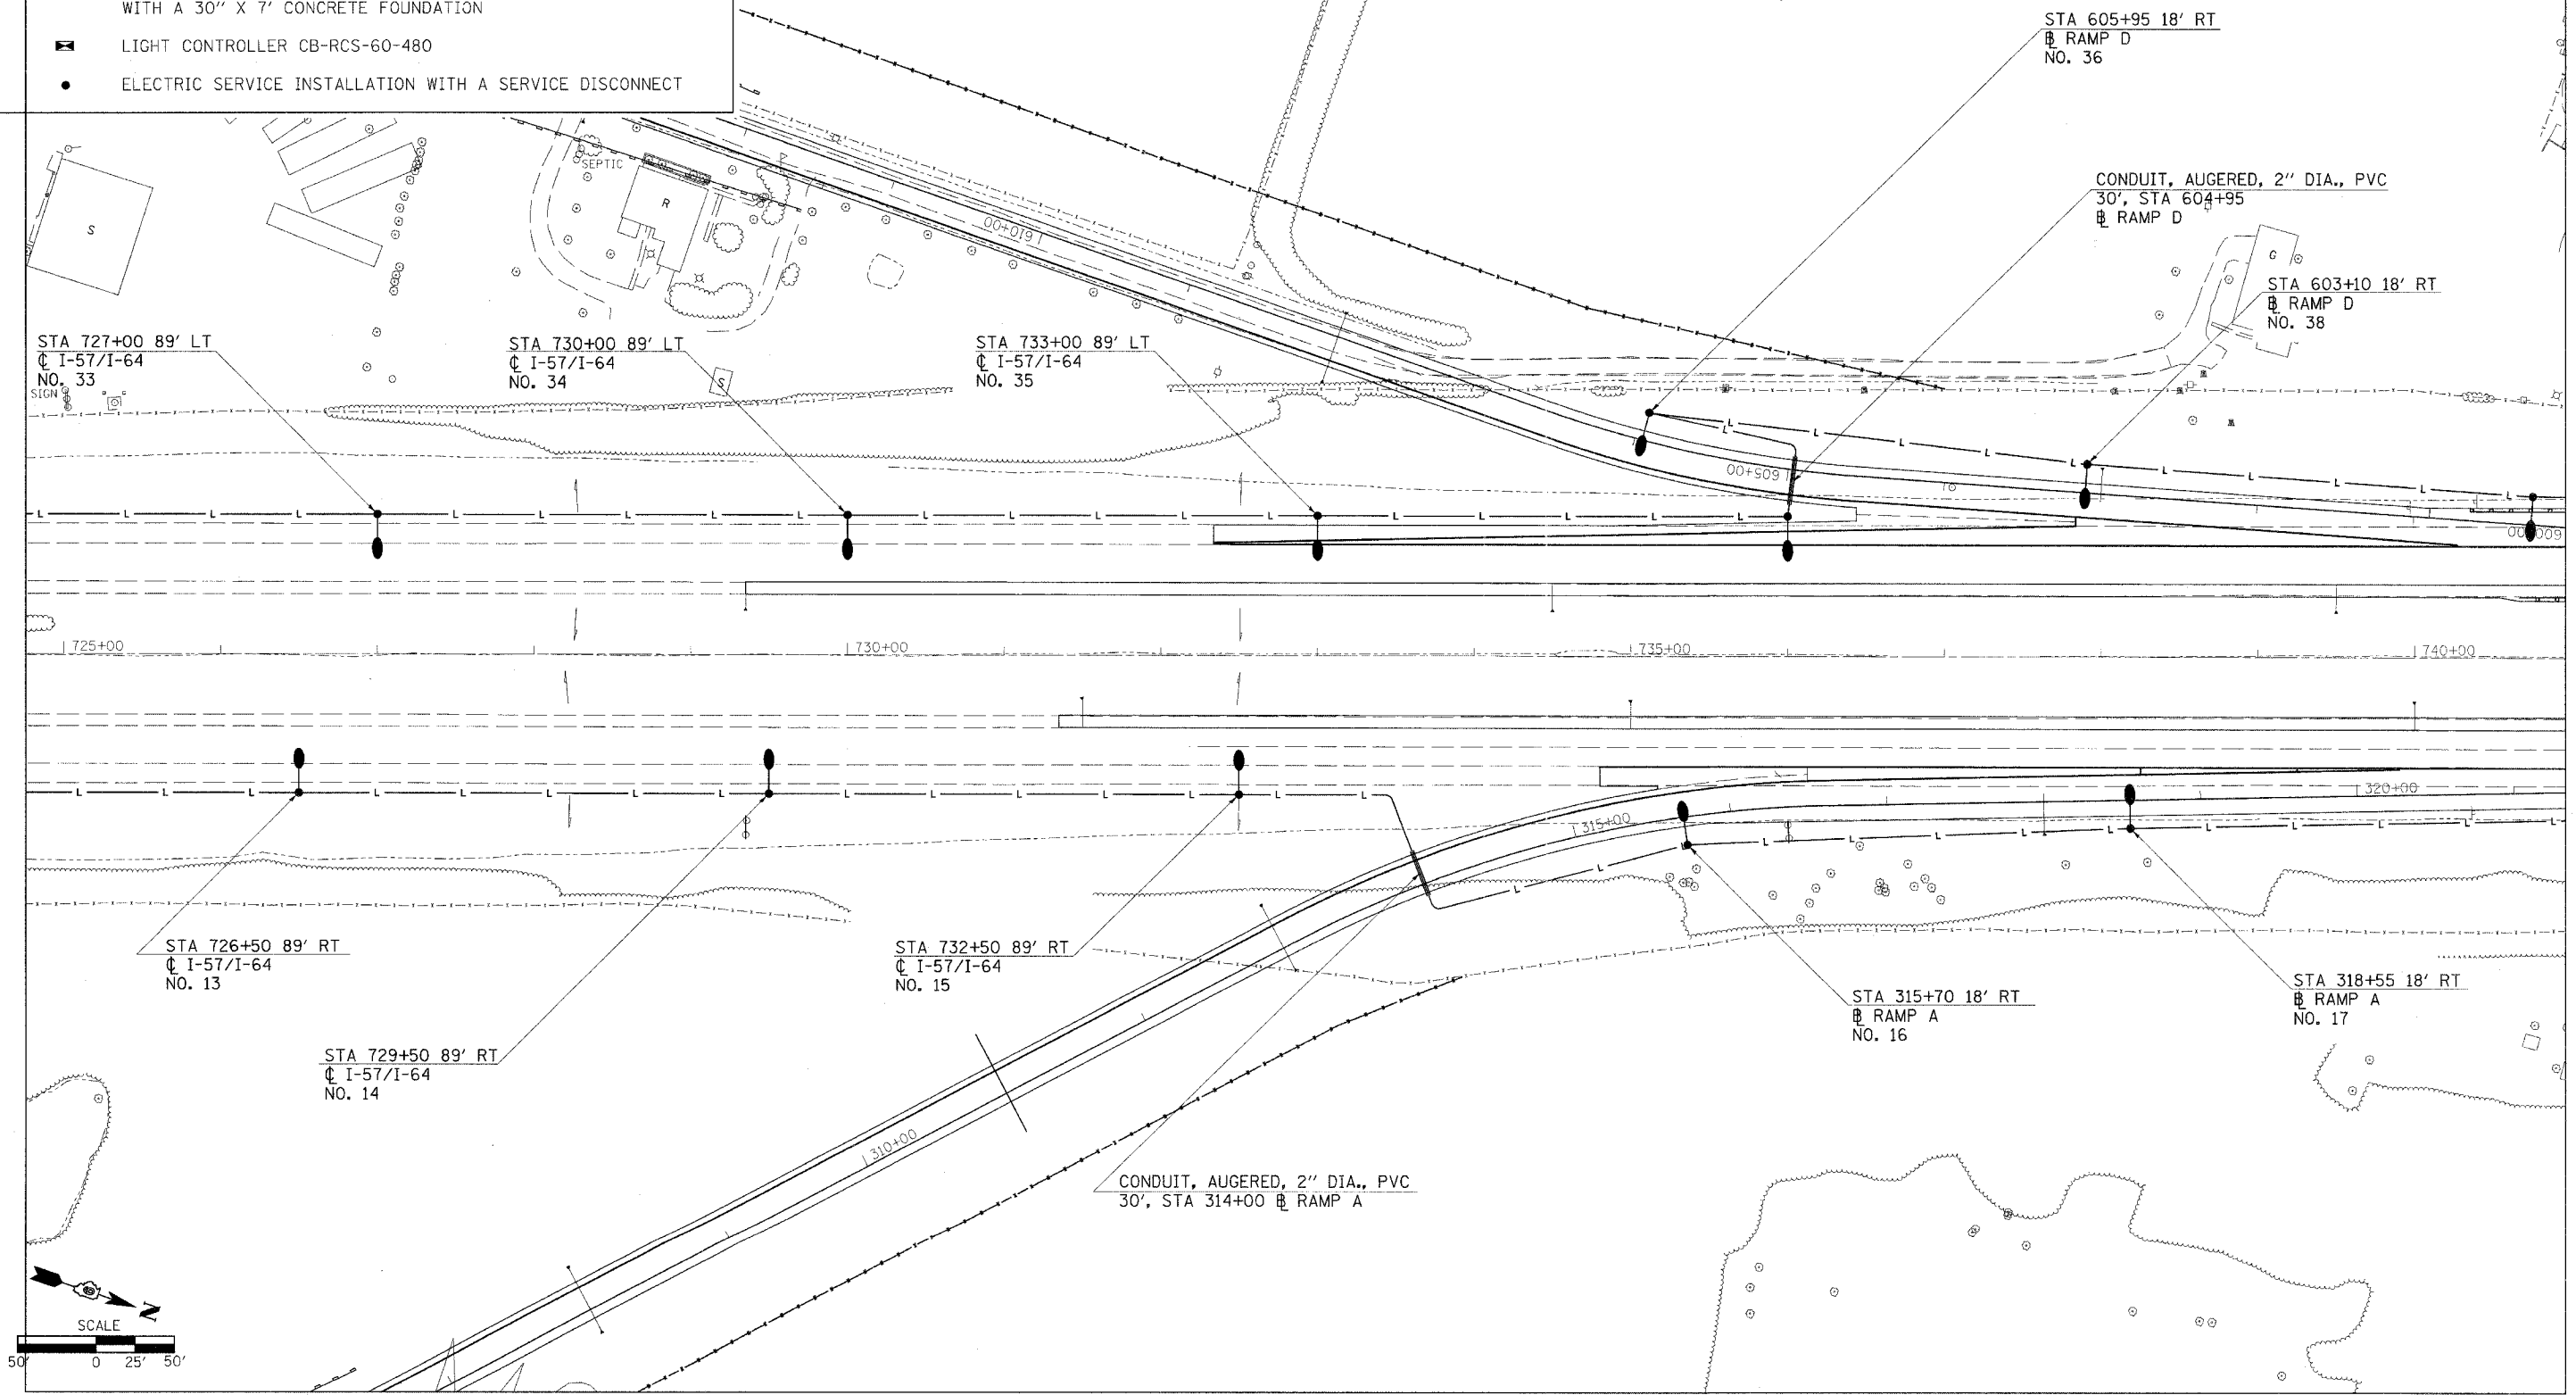 WITH A 30" X 7' CONCRETE FOUNDATION
LIGHT CONTROLLER CB-RCS-60-480
ELECTRIC SERVICE INSTALLATION WITH A SERVICE DISCONNECT
STA 605+95 18' RT
℄ RAMP D
NO. 36
CONDUIT, AUGERED, 2" DIA., PVC
30', STA 604+95
℄ RAMP D
STA 603+10 18' RT
℄ RAMP D
NO. 38
SEPTIC
R
S
G
610+00
STA 727+00 89' LT
℄ I-57/I-64
NO. 33
SIGN
STA 730+00 89' LT
℄ I-57/I-64
NO. 34
S
STA 733+00 89' LT
℄ I-57/I-64
NO. 35
605+00
600+00
L L L L L L L L L L L L L L L L L L L L L
725+00
730+00
735+00
740+00
315+00
320+00
310+00
STA 726+50 89' RT
℄ I-57/I-64
NO. 13
STA 729+50 89' RT
℄ I-57/I-64
NO. 14
STA 732+50 89' RT
℄ I-57/I-64
NO. 15
STA 315+70 18' RT
℄ RAMP A
NO. 16
STA 318+55 18' RT
℄ RAMP A
NO. 17
CONDUIT, AUGERED, 2" DIA., PVC
30', STA 314+00 ℄ RAMP A
N
SCALE
50' 0 25' 50'